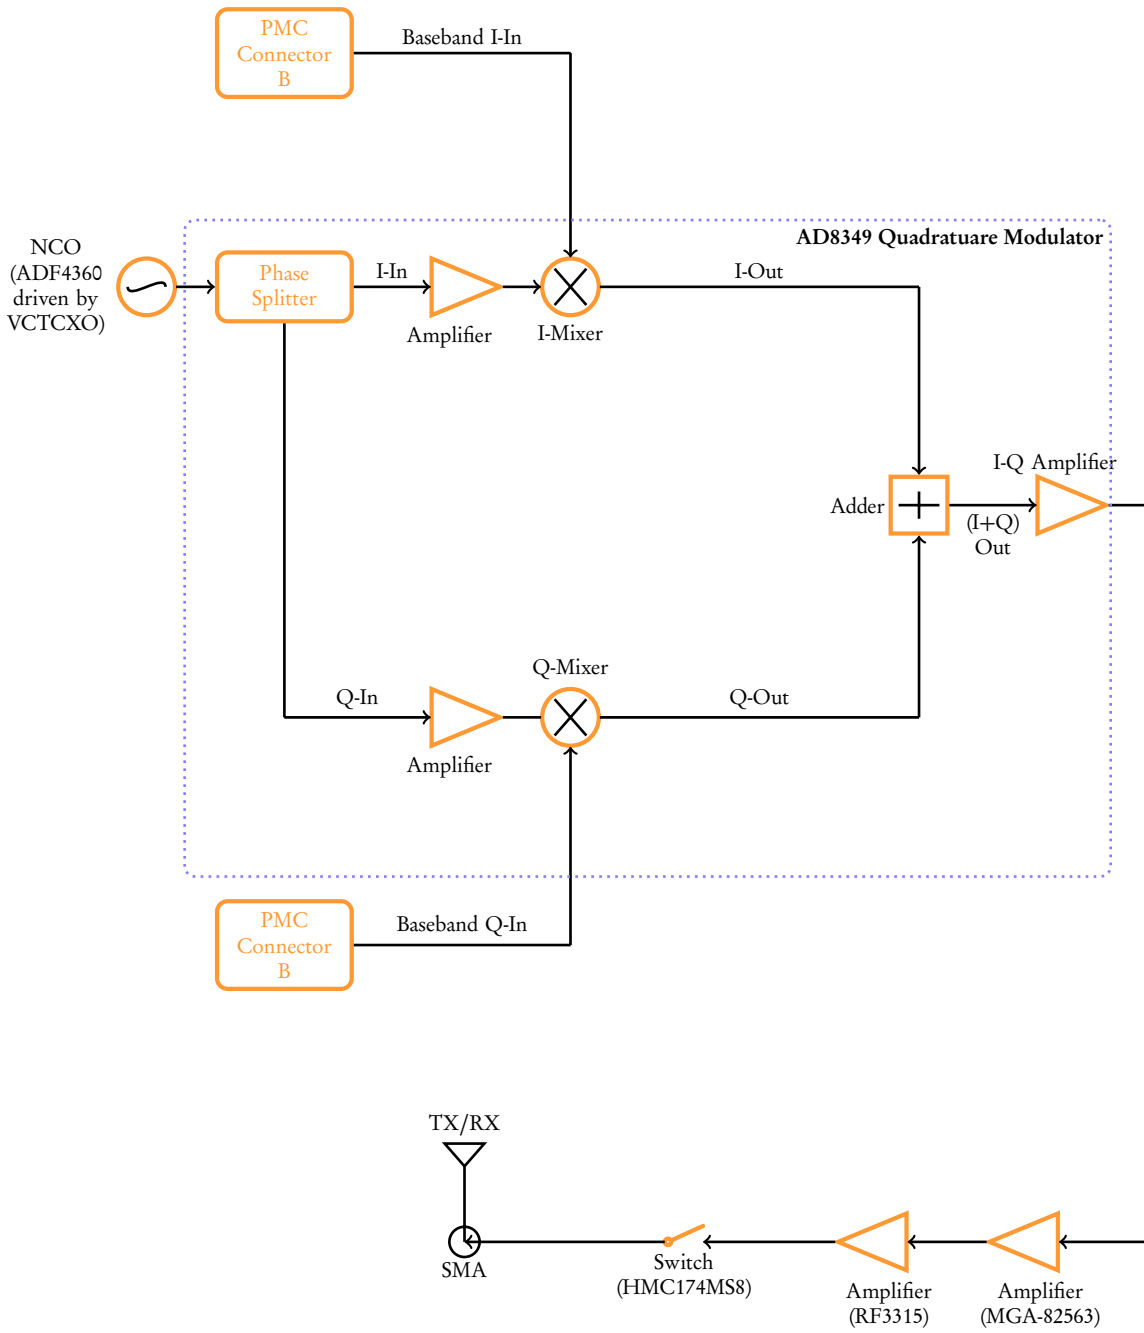 PMC
Connector
B
Baseband I-In
AD8349 Quadratuare Modulator
NCO
(ADF4360
driven by
VCTCXO)
Phase
Splitter
I-In
Amplifier
I-Mixer
I-Out
Adder
(I+Q)
Out
I-Q Amplifier
Q-In
Amplifier
Q-Mixer
Q-Out
PMC
Connector
B
Baseband Q-In
TX/RX
SMA
Switch
(HMC174MS8)
Amplifier
(RF3315)
Amplifier
(MGA-82563)